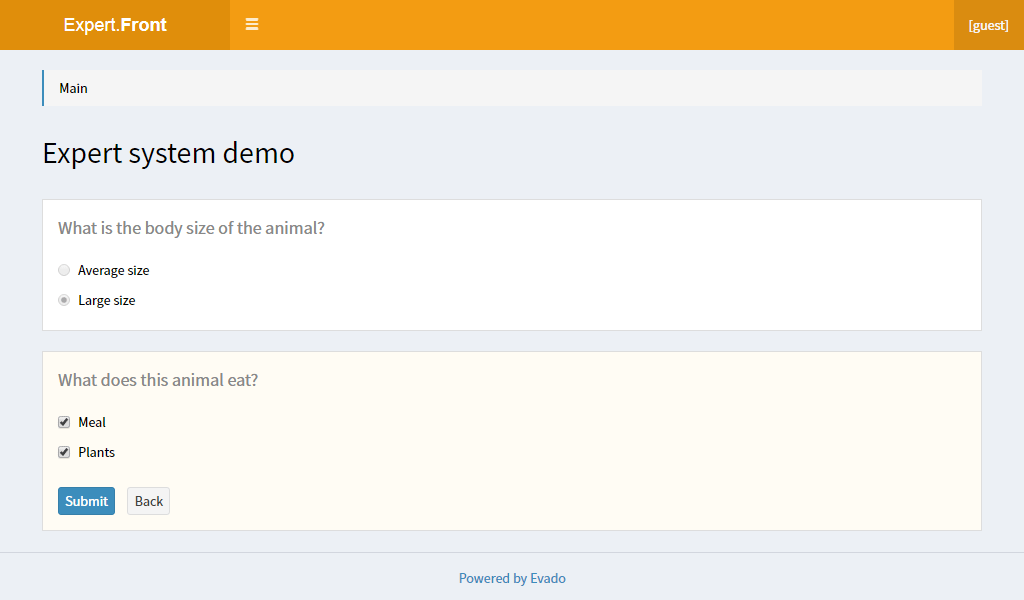 Expert.Front
[guest]
Main
Expert system demo
What is the body size of the animal?
Average size
Large size
What does this animal eat?
Meal
Plants
Submit Back
Powered by Evado